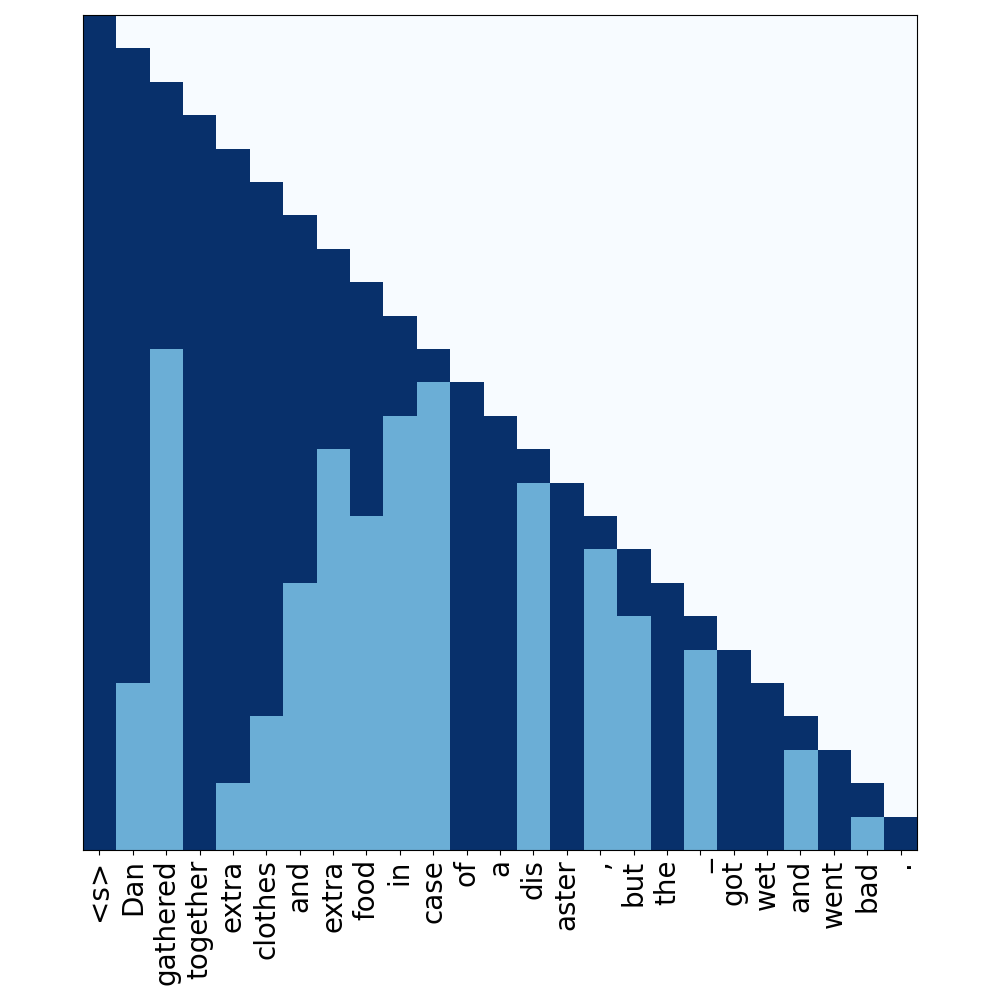 <s> Dan gathered together extra clothes and extra food in case of a dis aster , but the _ got wet and went bad .